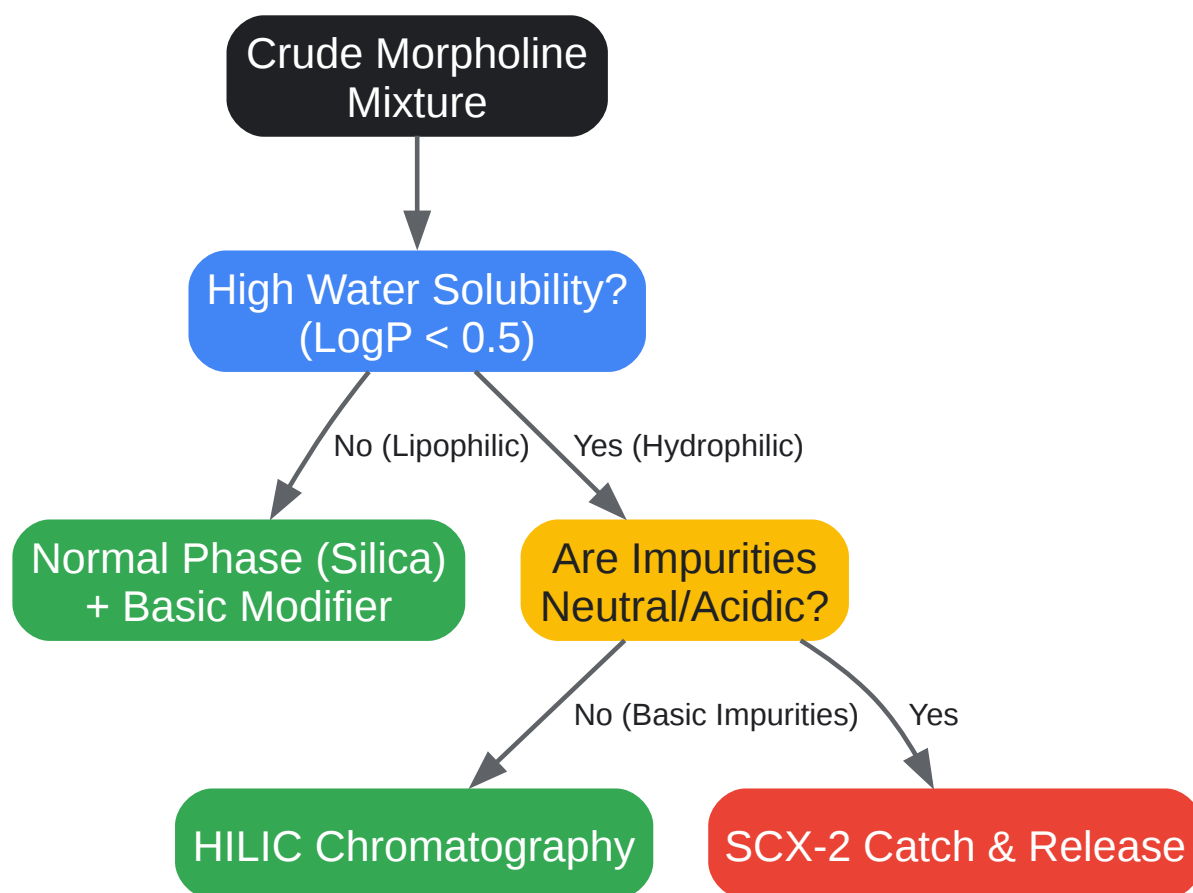 Crude Morpholine
Mixture
High Water Solubility?
(LogP < 0.5)
No (Lipophilic)
Yes (Hydrophilic)
Normal Phase (Silica)
+ Basic Modifier
Are Impurities
Neutral/Acidic?
No (Basic Impurities)
Yes
HILIC Chromatography
SCX-2 Catch & Release